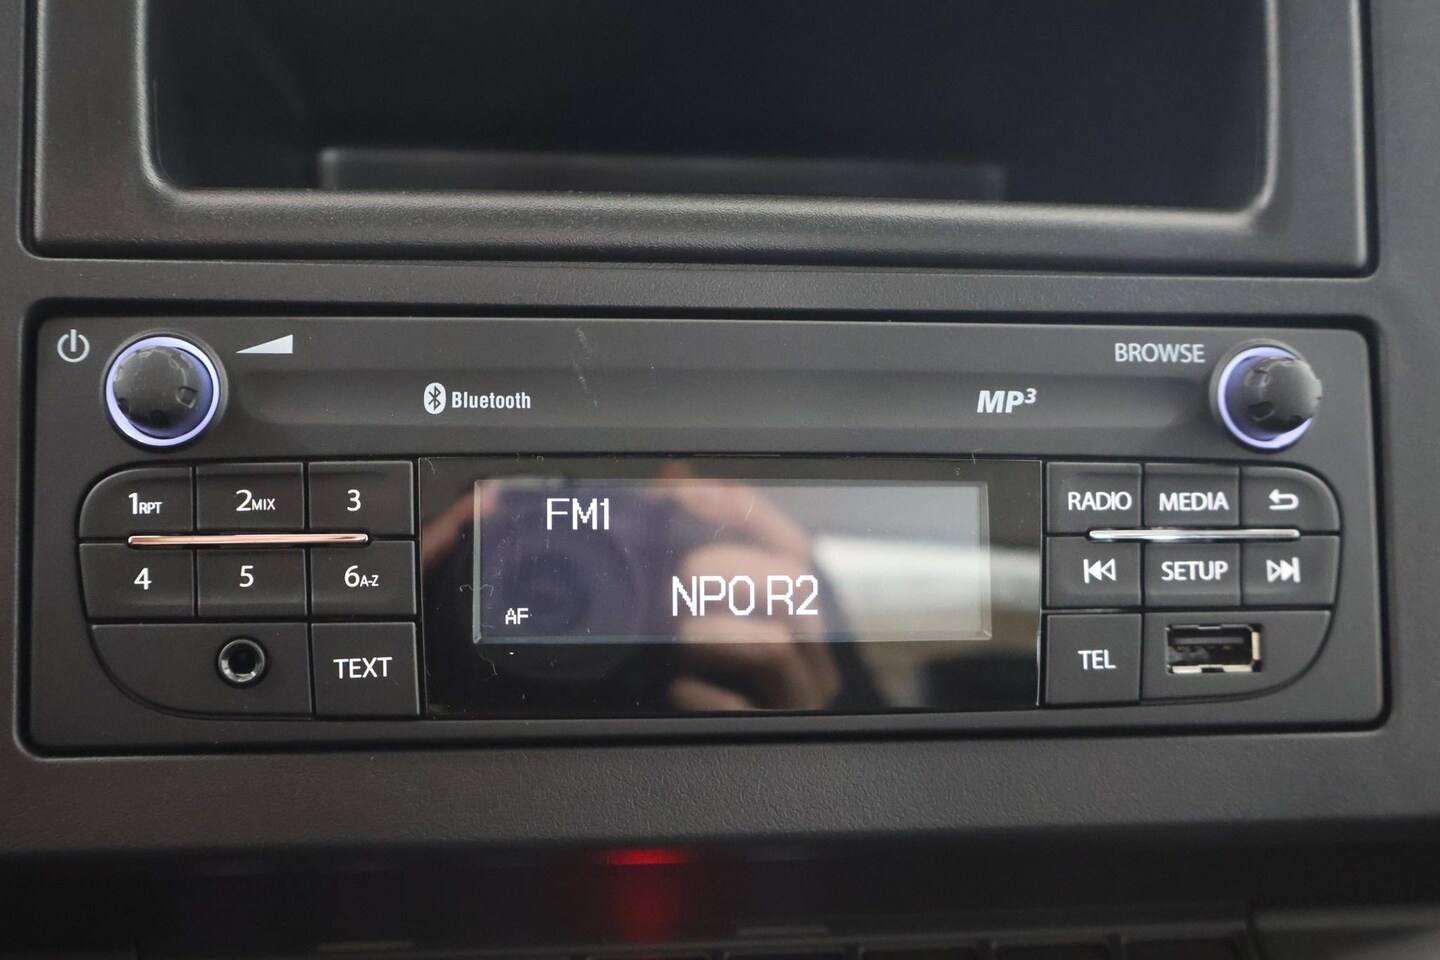 BROWSE
Bluetooth
MP3
1RPT 2MIX 3
4 5 6A-Z
TEXT
FM1
NPO R2
AF
RADIO MEDIA
SETUP
TEL